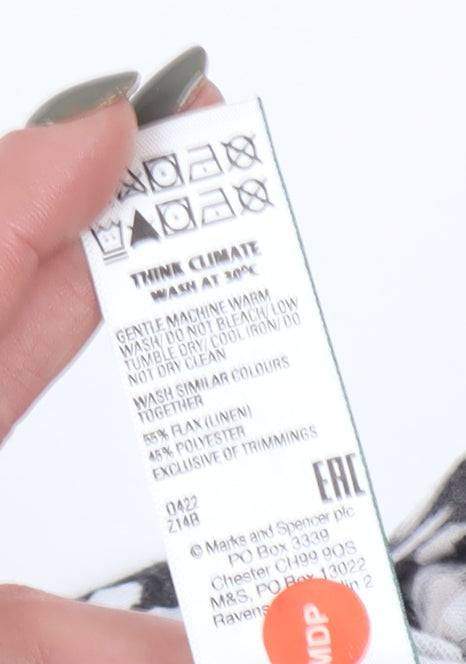 THINK CLIMATE
WASH AT 30°C
GENTLE MACHINE WARM
WASH/ DO NOT BLEACH/ LOW
TUMBLE DRY/ COOL IRON/ DO
NOT DRY CLEAN
WASH SIMILAR COLOURS
TOGETHER
55% FLAX (LINEN)
45% POLYESTER
EXCLUSIVE OF TRIMMINGS
EAC
0422
Z14B
© Marks and Spencer plc
PO Box 3339
Chester CH99 9QS
M&S, PO Box 13022
Ravens 2
MDP